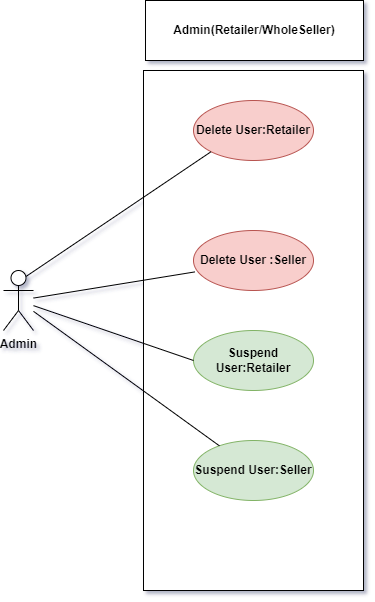 Admin(Retailer/WholeSeller)
Delete User:Retailer
Delete User :Seller
Suspend
User:Retailer
Suspend User:Seller
Admin